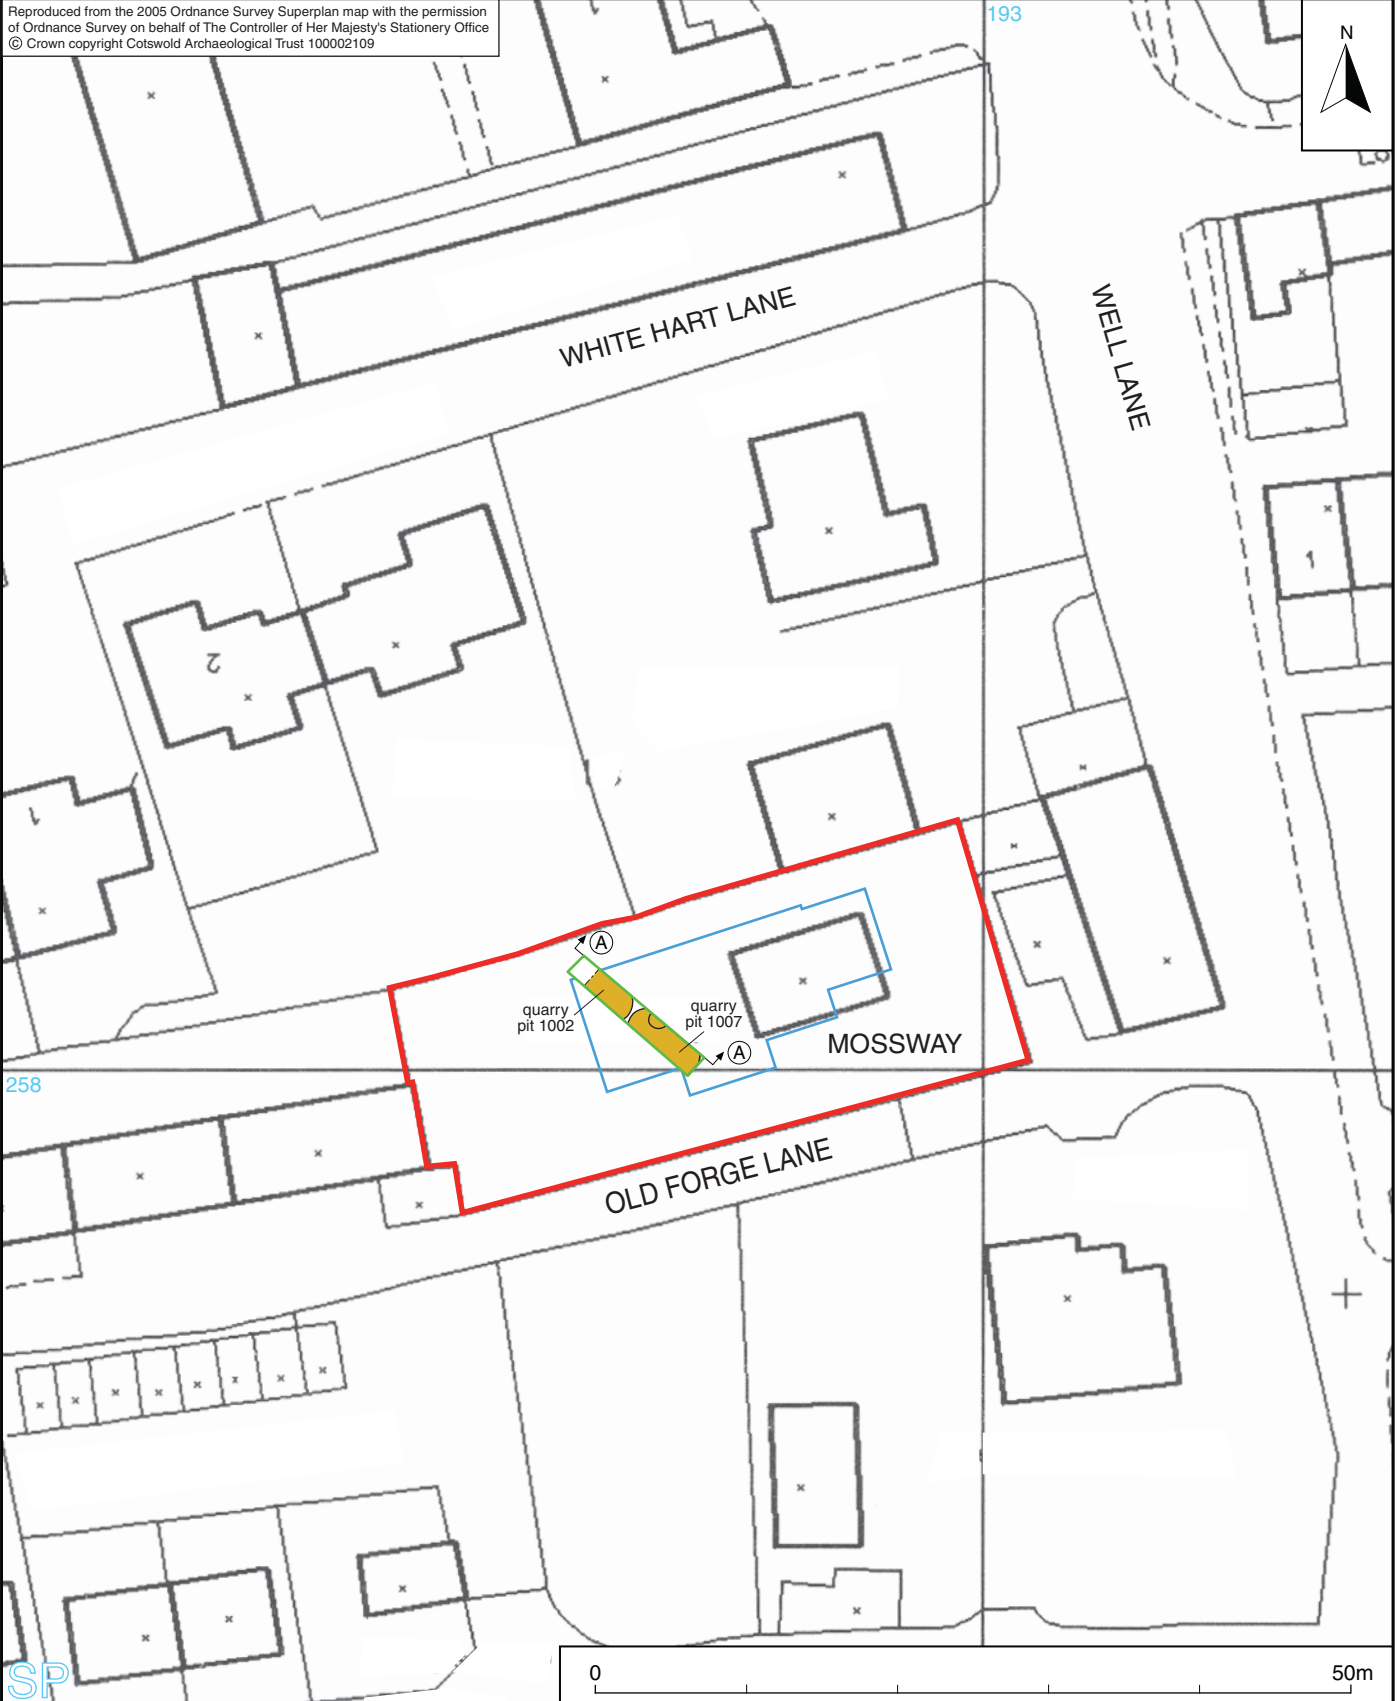 Reproduced from the 2005 Ordnance Survey Superplan map with the permission
of Ordnance Survey on behalf of The Controller of Her Majesty's Stationery Office
© Crown copyright Cotswold Archaeological Trust 100002109
193
N
WHITE HART LANE
WELL LANE
1
2
1
A
quarry
pit 1002
quarry
pit 1007
A
MOSSWAY
258
OLD FORGE LANE
SP
0
50m